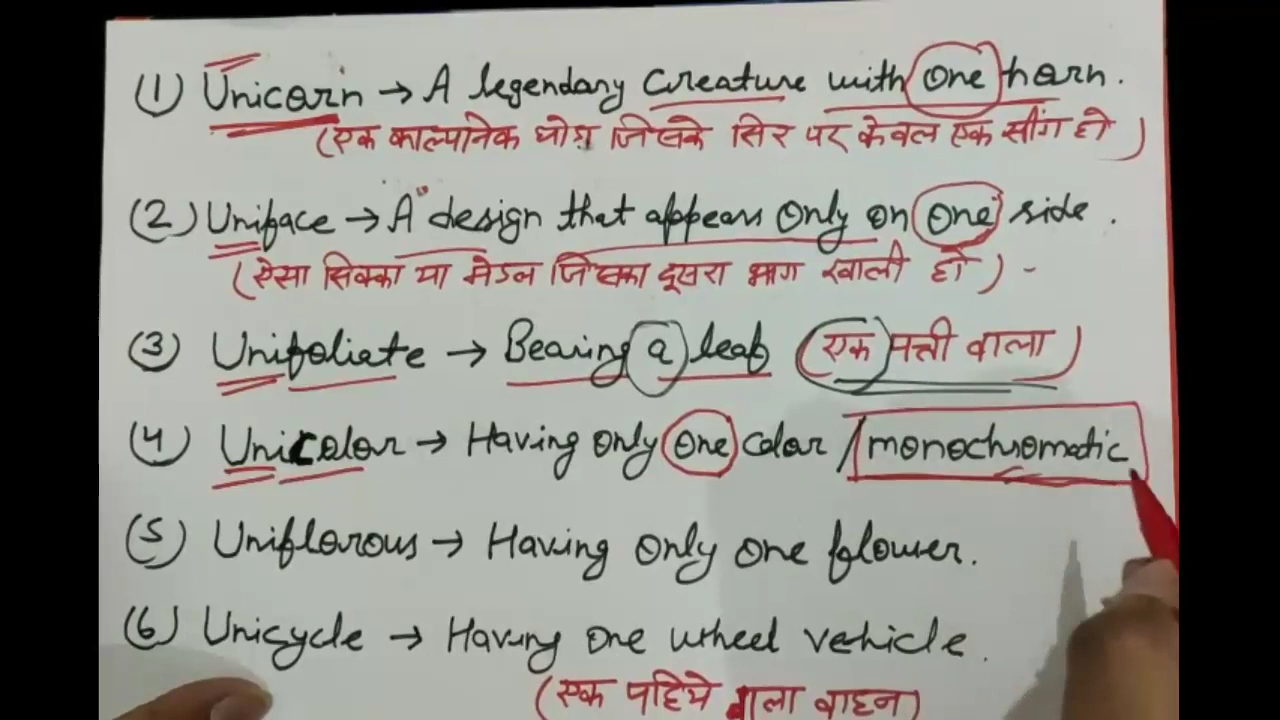 (1) Unicorn → A legendary creature with one horn.
(एक काल्पनिक घोड़ा जिसके सिर पर केवल एक सींग हो)
(2) Uniface → A design that appears only on one side.
(ऐसा सिक्का या मेडल जिसका दूसरा भाग खाली हो)
(3) Unifoliate → Bearing a leaf (एक पत्ती वाला)
(4) Unicolor → Having only one color / monochromatic
(5) Uniflorous → Having only one flower.
(6) Unicycle → Having one wheel vehicle.
(एक पहिये वाला वाहन)